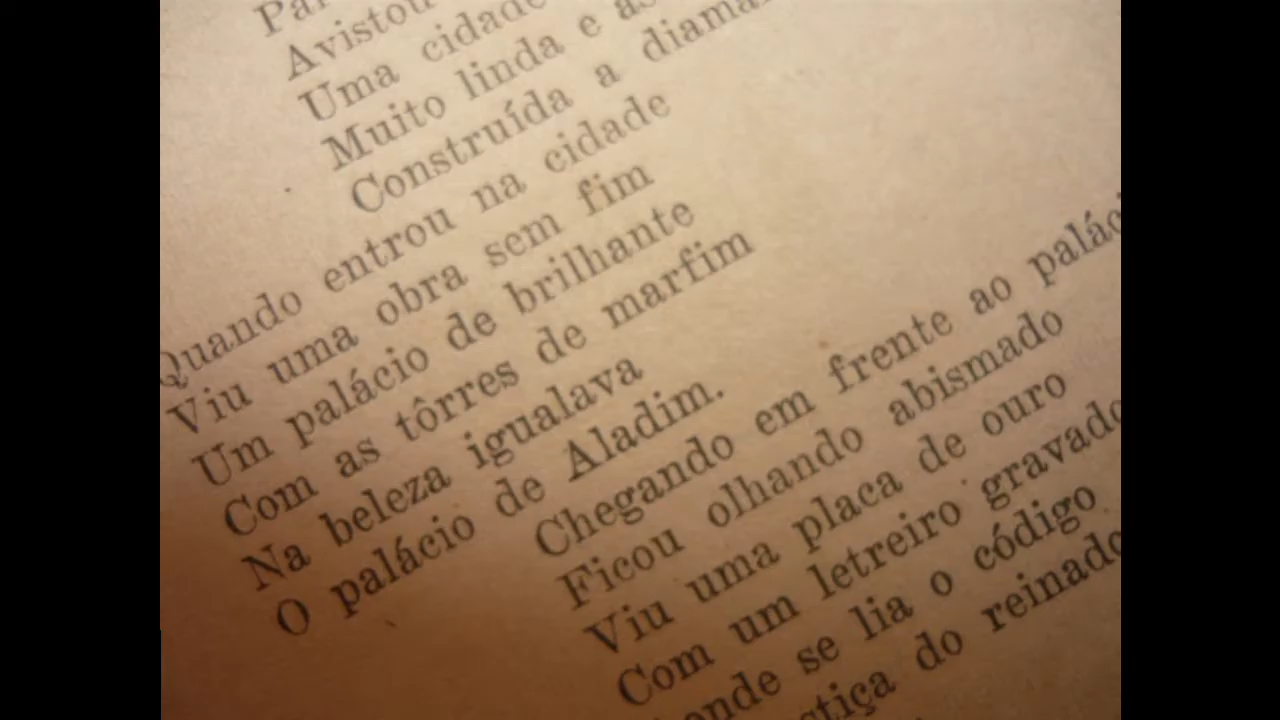 Avistou
Uma cidade
Muito linda e
Construída a
Quando entrou na cidade
Viu uma obra sem fim
Um palácio de brilhante
Com as tôrres de marfim
Na beleza igualava
O palácio de Aladim.
Chegando em frente ao
Ficou olhando abismado
Viu uma placa de ouro
Com um letreiro gravado
se lia o código
do reinado